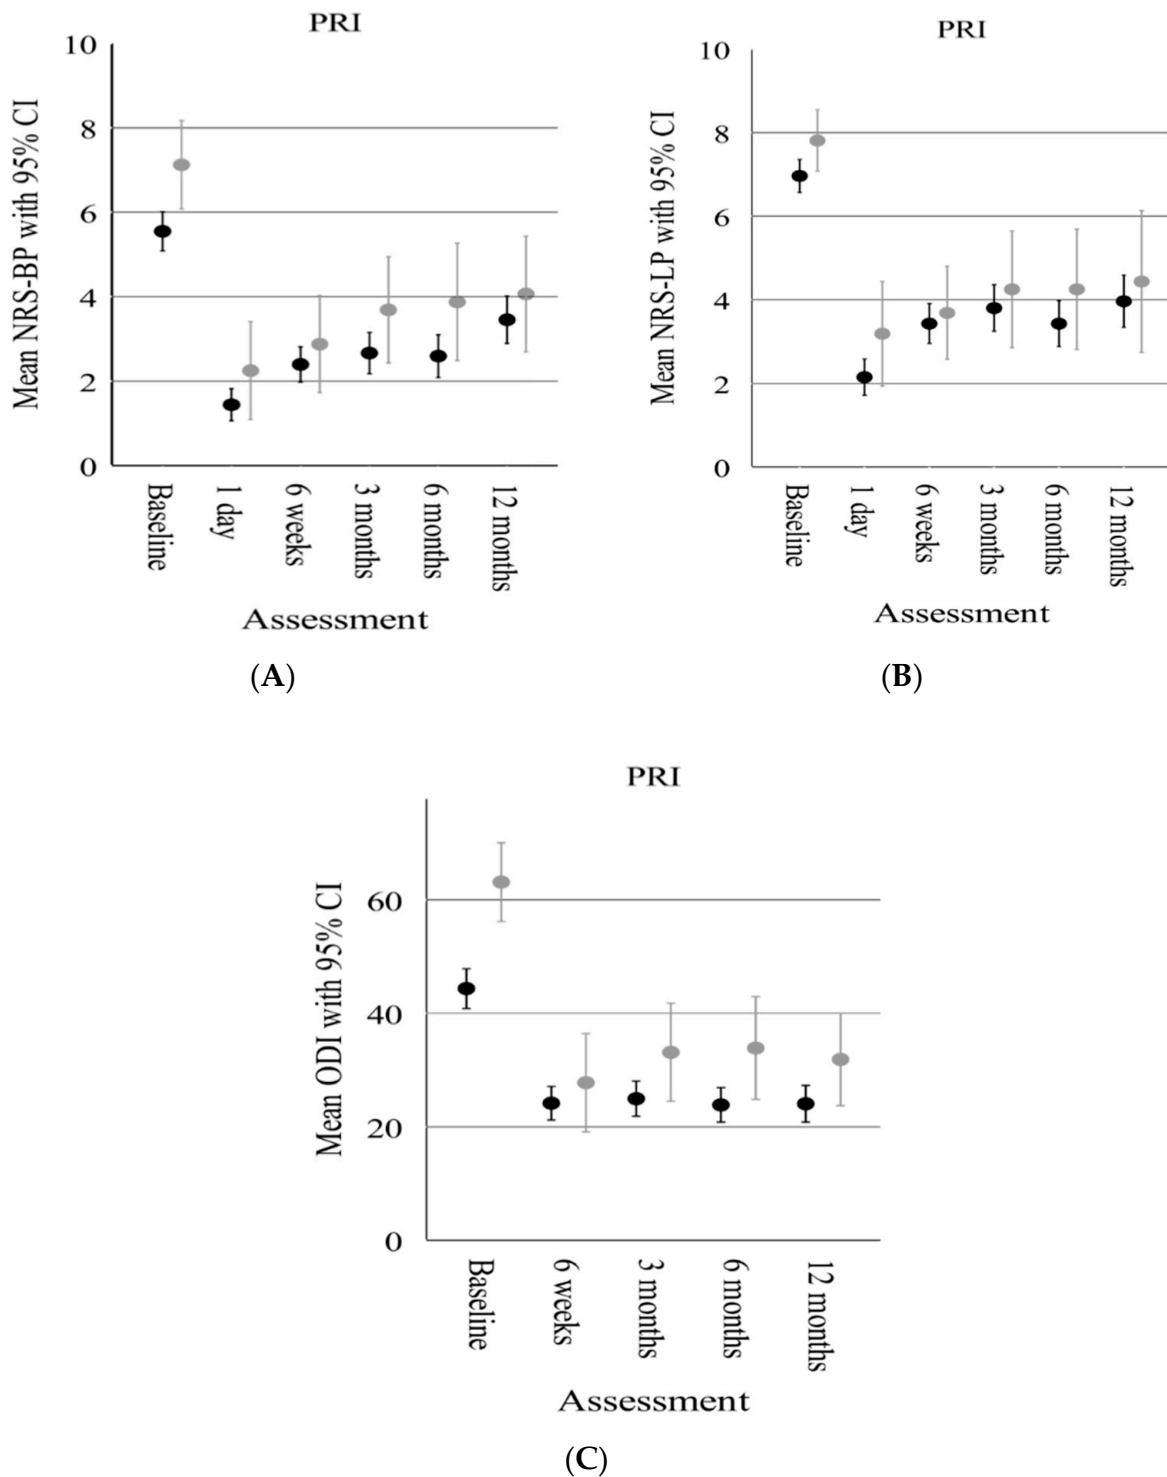 PRI
Mean NRS-BP with 95% CI
10
8
6
4
2
0
Baseline
1 day
6 weeks
3 months
6 months
12 months
Assessment
(A)
PRI
Mean NRS-LP with 95% CI
10
8
6
4
2
0
Baseline
1 day
6 weeks
3 months
6 months
12 months
Assessment
(B)
PRI
Mean ODI with 95% CI
60
40
20
0
Baseline
6 weeks
3 months
6 months
12 months
Assessment
(C)